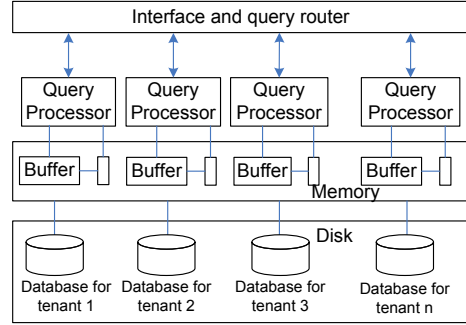 Interface and query router
Query
Processor
Query
Processor
Query
Processor
Query
Processor
Buffer
Buffer
Buffer
Buffer
Memory
Disk
Database for
tenant 1
Database for
tenant 2
Database for
tenant 3
Database for
tenant n